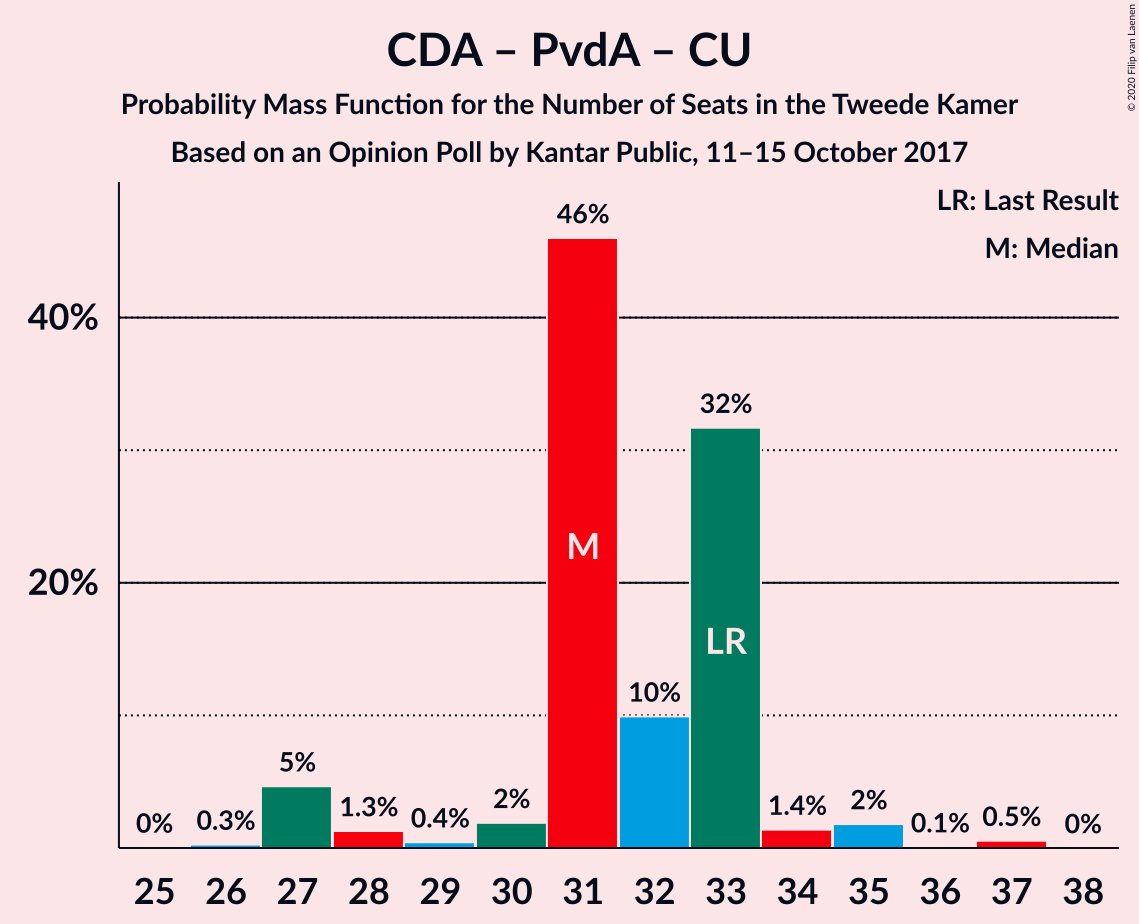 CDA – PvdA – CU
Probability Mass Function for the Number of Seats in the Tweede Kamer
Based on an Opinion Poll by Kantar Public, 11–15 October 2017
© 2020 Filip van Laenen
LR: Last Result
M: Median
40%
20%
0%
0.3%
5%
1.3%
0.4%
2%
46%
10%
32%
1.4%
2%
0.1%
0.5%
0%
M
LR
25 26 27 28 29 30 31 32 33 34 35 36 37 38